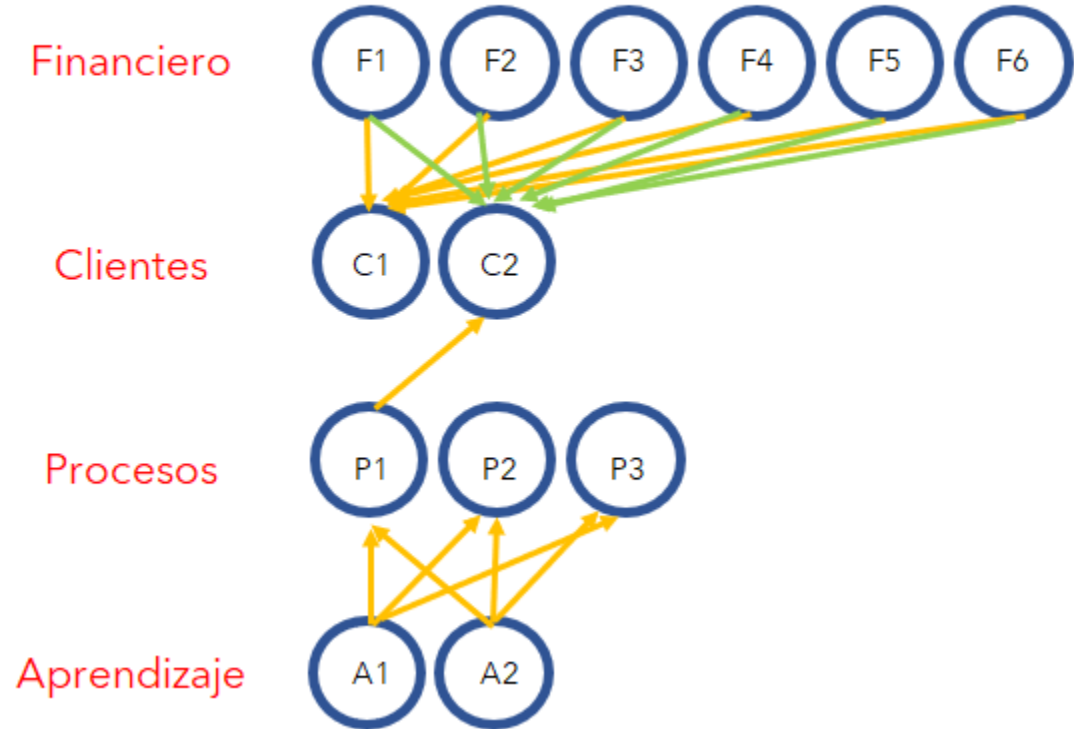 Financiero F1 F2 F3 F4 F5 F6
Clientes C1 C2
Procesos P1 P2 P3
Aprendizaje A1 A2